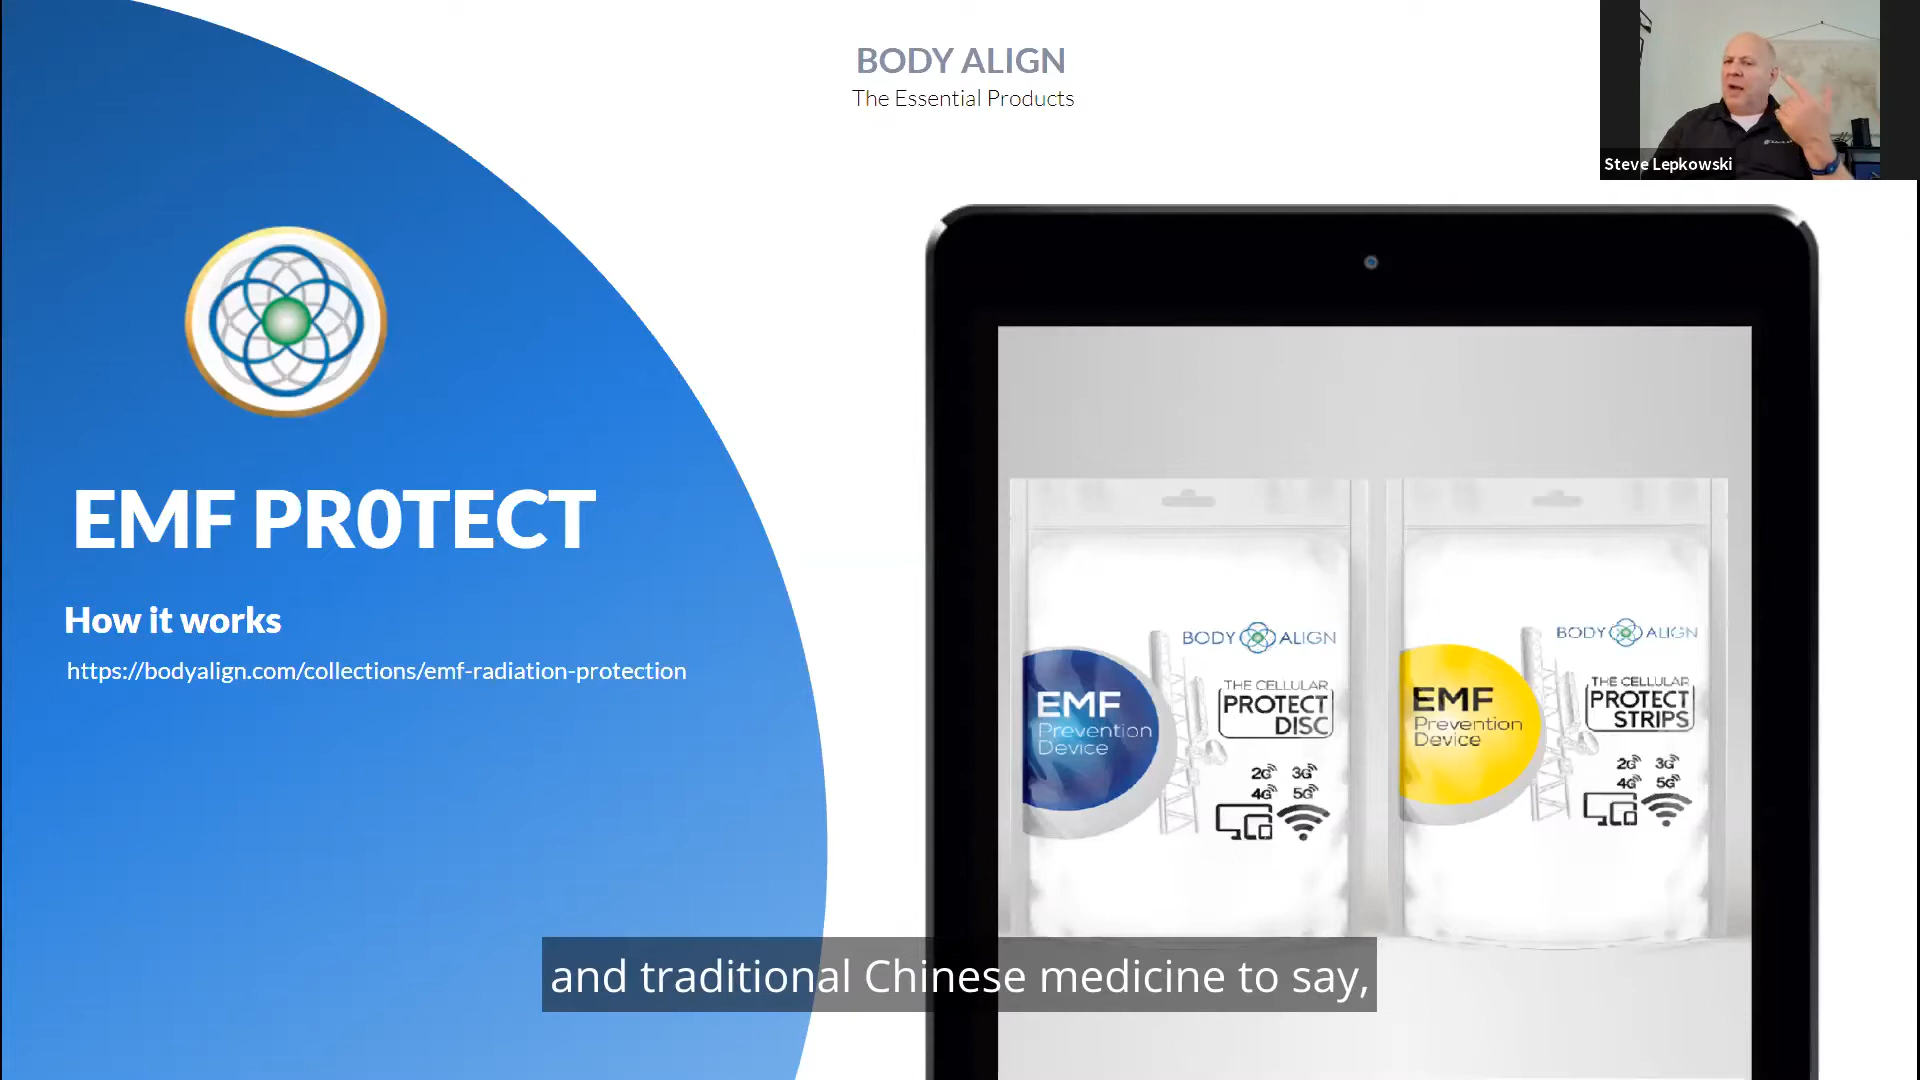 BODY ALIGN
The Essential Products
Steve Lepkowski
EMF PR0TECT
How it works
https://bodyalign.com/collections/emf-radiation-protection
BODY ALIGN
EMF
Prevention
Device
THE CELLULAR
PROTECT
DISC
2G 3G
4G 5G
BODY ALIGN
EMF
Prevention
Device
THE CELLULAR
PROTECT
STRIPS
2G 3G
4G 5G
and traditional Chinese medicine to say,